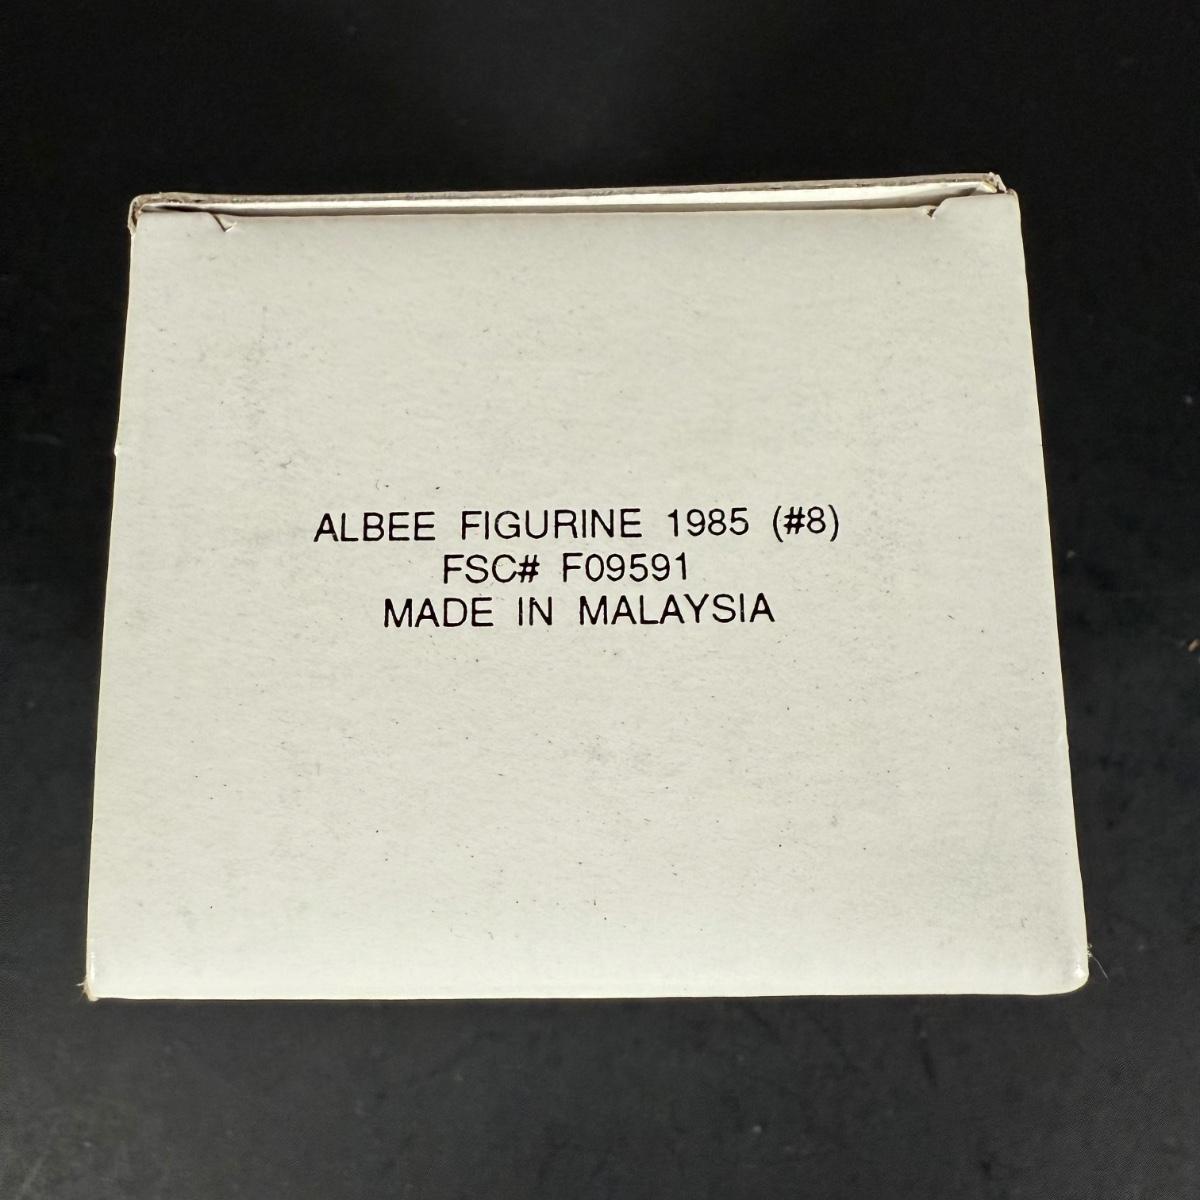 ALBEE FIGURINE 1985 (#8)
FSC# F09591
MADE IN MALAYSIA